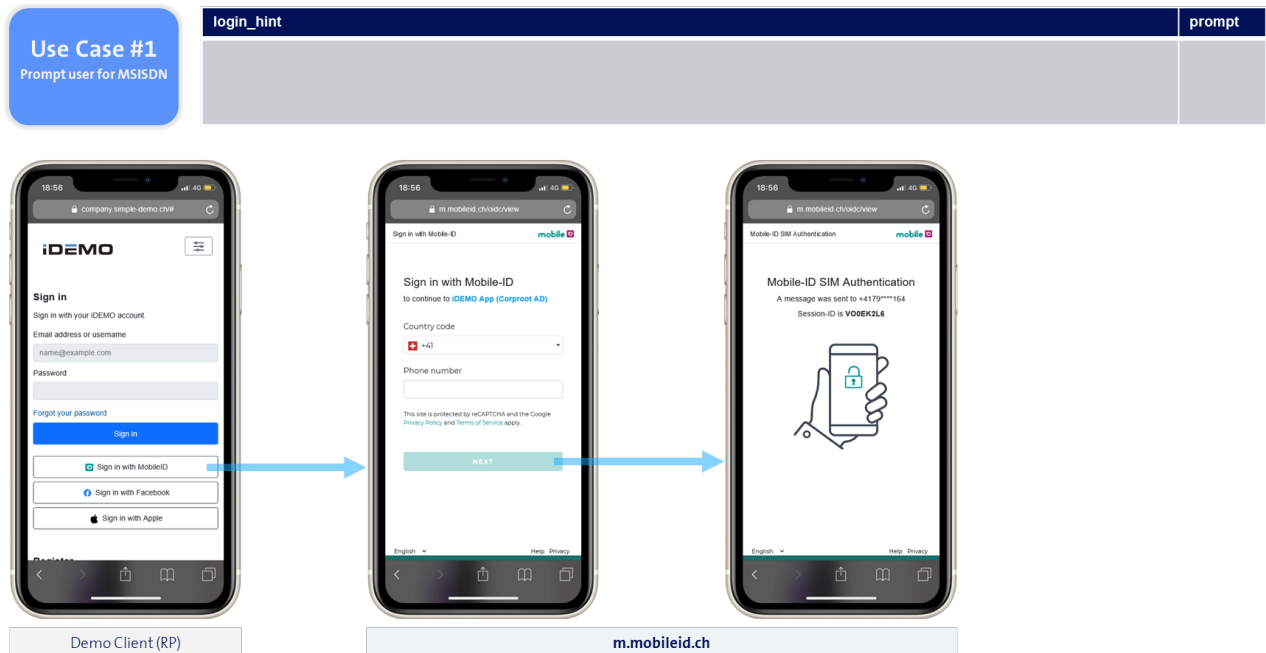 login_hint
prompt
Use Case #1
Prompt user for MSISDN
18:56
4G
company.simple-demo.ch/#
iDEMO
Sign in
Sign in with your iDEMO account.
Email address or username
name@example.com
Password
Forgot your password
Sign in
Sign in with MobileID
Sign in with Facebook
Sign in with Apple
Register
18:56
4G
m.mobileid.ch/oidc/view
Sign in with Mobile-ID
mobile ID
Sign in with Mobile-ID
to continue to iDEMO App (Corproot AD)
Country code
+41
Phone number
This site is protected by reCAPTCHA and the Google
Privacy Policy and Terms of Service apply.
NEXT
English
Help Privacy
18:56
4G
m.mobileid.ch/oidc/view
Mobile-ID SIM Authentication
mobile ID
Mobile-ID SIM Authentication
A message was sent to +4179****164
Session-ID is VO0EK2L6
English
Help Privacy
Demo Client (RP)
m.mobileid.ch